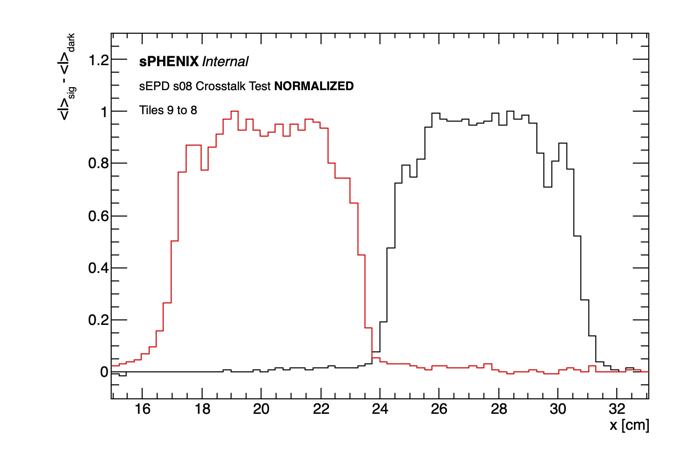 <I>sig - <I>dark
sPHENIX Internal
sEPD s08 Crosstalk Test NORMALIZED
Tiles 9 to 8
1.2
1
0.8
0.6
0.4
0.2
0
16 18 20 22 24 26 28 30 32
x [cm]